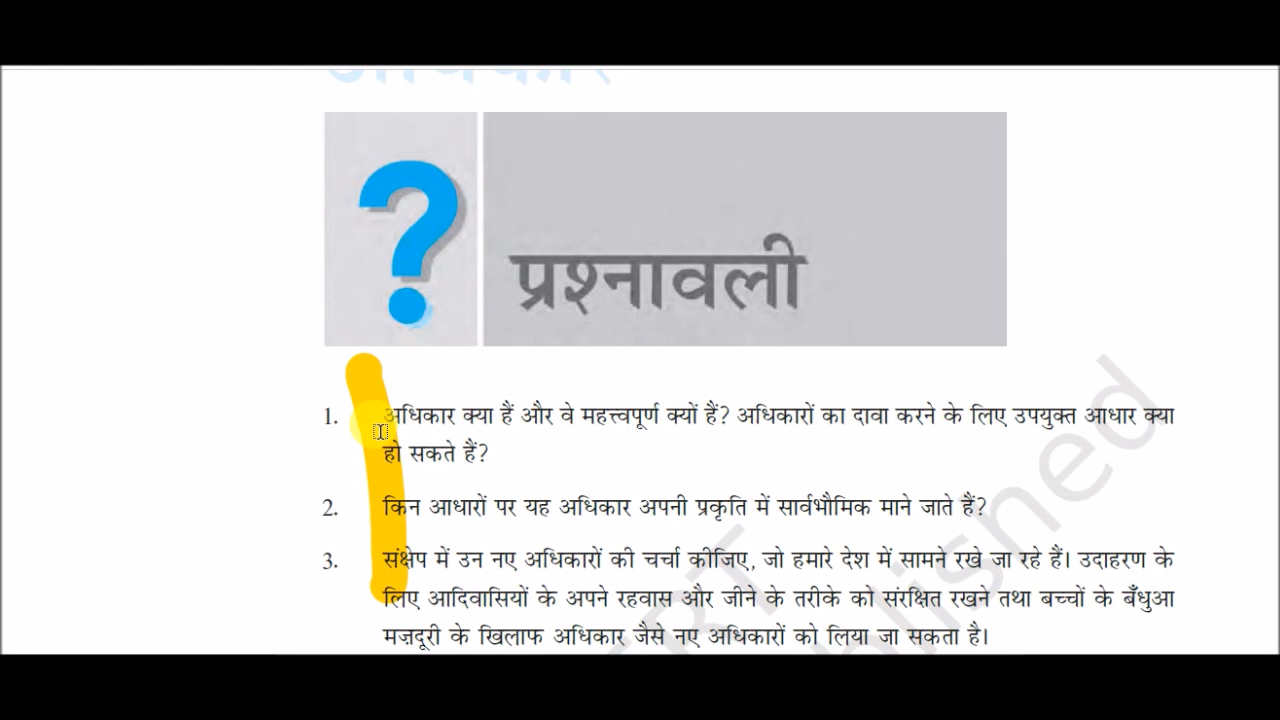 अधिकार
प्रश्नावली
1. अधिकार क्या हैं और वे महत्त्वपूर्ण क्यों हैं? अधिकारों का दावा करने के लिए उपयुक्त आधार क्या
हो सकते हैं?
2. किन आधारों पर यह अधिकार अपनी प्रकृति में सार्वभौमिक माने जाते हैं?
3. संक्षेप में उन नए अधिकारों की चर्चा कीजिए, जो हमारे देश में सामने रखे जा रहे हैं। उदाहरण के
लिए आदिवासियों के अपने रहवास और जीने के तरीके को संरक्षित रखने तथा बच्चों के बँधुआ
मज़दूरी के खिलाफ अधिकार जैसे नए अधिकारों को लिया जा सकता है।